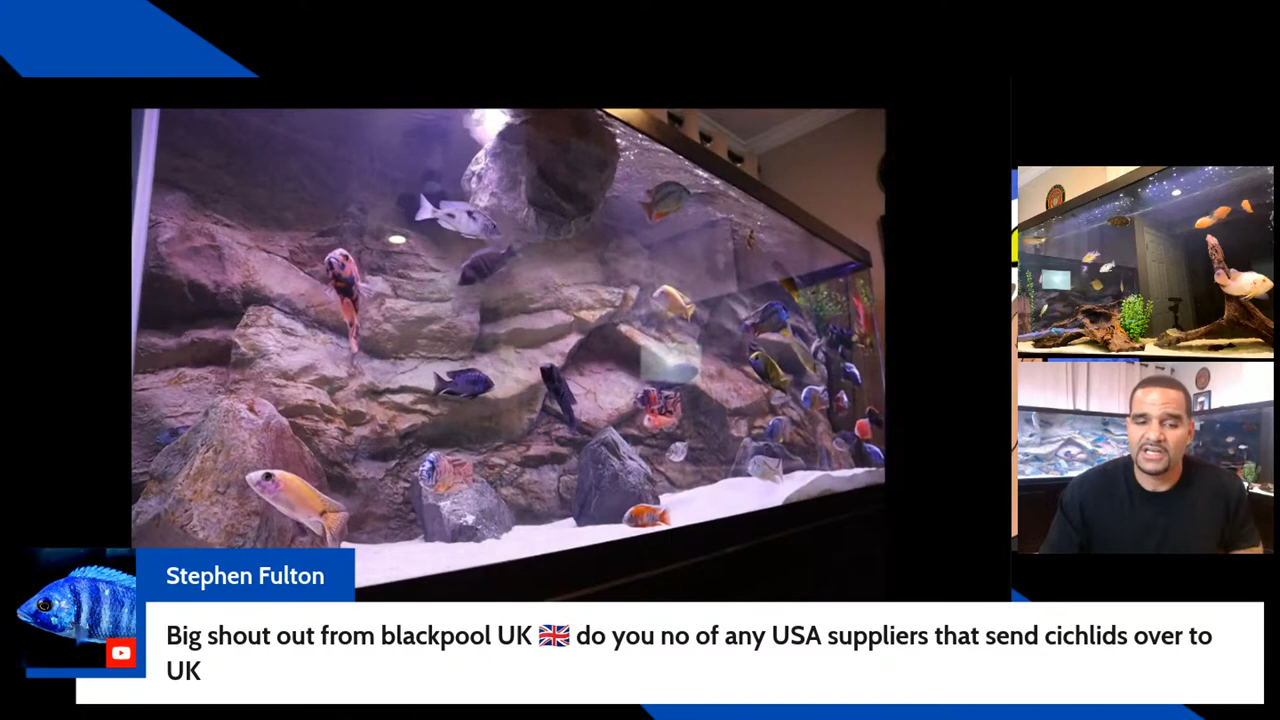 Stephen Fulton
Big shout out from blackpool UK 🇬🇧 do you no of any USA suppliers that send cichlids over to
UK